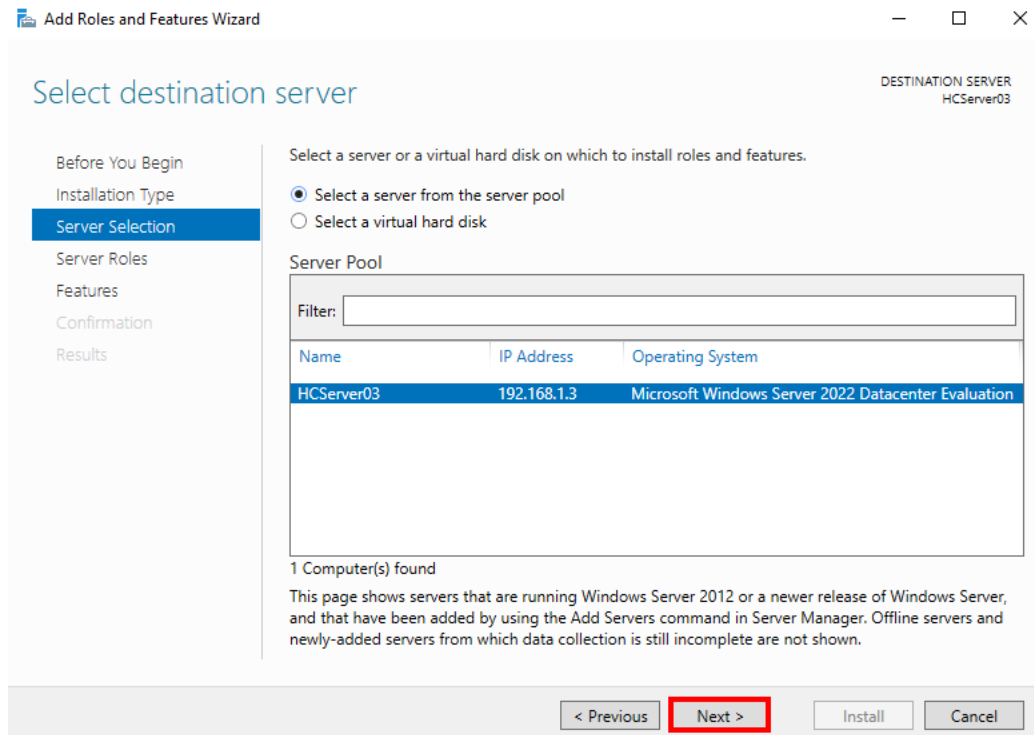 Add Roles and Features Wizard
Select destination server
DESTINATION SERVER
HCServer03
Before You Begin
Installation Type
Server Selection
Server Roles
Features
Confirmation
Results
Select a server or a virtual hard disk on which to install roles and features.
Select a server from the server pool
Select a virtual hard disk
Server Pool
Filter:
Name IP Address Operating System
HCServer03 192.168.1.3 Microsoft Windows Server 2022 Datacenter Evaluation
1 Computer(s) found
This page shows servers that are running Windows Server 2012 or a newer release of Windows Server,
and that have been added by using the Add Servers command in Server Manager. Offline servers and
newly-added servers from which data collection is still incomplete are not shown.
< Previous Next > Install Cancel